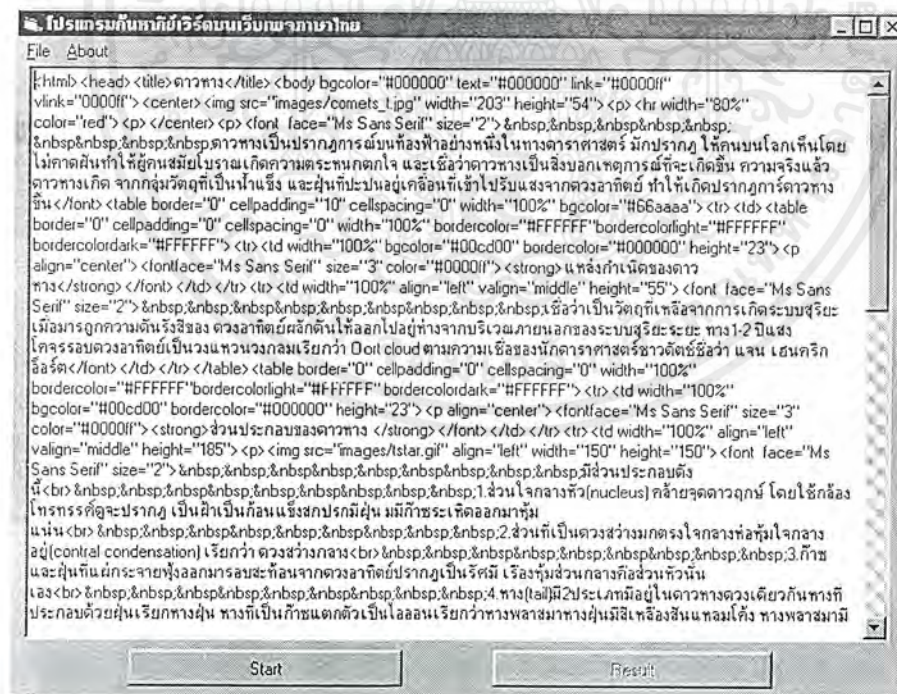 โปรแกรมค้นหาคีย์เวิร์ดบนเว็บเพจภาษาไทย
File About
<html> <head> <title>ดาวหาง</title> <body bgcolor="#000000" text="#000000" link="#0000ff"
vlink="0000ff"> <center> <img src="images/comets_t.jpg" width="203" height="54"> <p> <hr width="80%"
color="red"> <p> </center> <p> <font face="Ms Sans Serif" size="2"> &nbsp;&nbsp;&nbsp&nbsp;&nbsp;
&nbsp&nbsp;&nbsp;&nbsp;ดาวหางเป็นปรากฏการณ์บนท้องฟ้าอย่างหนึ่งในทางดาราศาสตร์ มักปรากฏ ให้คนบนโลกเห็นโดย
ไม่คาดฝันทำให้ผู้คนสมัยโบราณเกิดความตระหนกตกใจ และเชื่อว่าดาวหางเป็นสิ่งบอกเหตุการณ์ที่จะเกิดขึ้น ความจริงแล้ว
ดาวหางเกิด จากกลุ่มวัตถุที่เป็นน้ำแข็ง และฝุ่นที่ปะปนอยู่เคลื่อนที่เข้าไปรับแสงจากดวงอาทิตย์ ทำให้เกิดปรากฏการ์ดาวหาง
ขึ้น</font> <table border="0" cellpadding="10" cellspacing="0" width="100%" bgcolor="#66aaaa"> <tr> <td> <table
border="0" cellpadding="0" cellspacing="0" width="100%" bordercolor="#FFFFFF"bordercolorlight="#FFFFFF"
bordercolordark="#FFFFFF"> <tr> <td width="100%" bgcolor="#00cd00" bordercolor="#000000" height="23"> <p
align="center"> <fontface="Ms Sans Serif" size="3" color="#0000ff"> <strong> แหล่งกำเนิดของดาว
หาง</strong> </font> </td> </tr> <tr> <td width="100%" align="left" valign="middle" height="55"> <font face="Ms Sans
Serif" size="2"> &nbsp;&nbsp;&nbsp&nbsp;&nbsp;&nbsp&nbsp;&nbsp;&nbsp;เชื่อว่าเป็นวัตถุที่เหลือจากการเกิดระบบสุริยะ
เมื่อมารถูกความดันรังสีของ ดวงอาทิตย์ผลักดันให้ออกไปอยู่ห่างจากบริเวณภายนอกของระบบสุริยะระยะ ทาง1-2 ปีแสง
โคจรรอบดวงอาทิตย์เป็นวงแหวนวงกลมเรียกว่า Oort cloud ตามความเชื่อของนักดาราศาสตร์ชาวดัตช์ชื่อว่า แจน เฮนดริก
อ๊อร์ต</font> </td> </tr> </table> <table border="0" cellpadding="0" cellspacing="0" width="100%"
bordercolor="#FFFFFF"bordercolorlight="#FFFFFF" bordercolordark="#FFFFFF"> <tr> <td width="100%"
bgcolor="#00cd00" bordercolor="#000000" height="23"> <p align="center"> <fontface="Ms Sans Serif" size="3"
color="#0000ff"> <strong>ส่วนประกอบของดาวหาง </strong> </font> </td> </tr> <tr> <td width="100%" align="left"
valign="middle" height="185"> <p> <img src="images/tstar.gif" align="left" width="150" height="150"> <font face="Ms
Sans Serif" size="2"> &nbsp;&nbsp;&nbsp&nbsp;&nbsp;&nbsp&nbsp;&nbsp;&nbsp;มีส่วนประกอบดัง
นี้<br> &nbsp;&nbsp;&nbsp&nbsp;&nbsp;&nbsp&nbsp;&nbsp;&nbsp;1.ส่วนใจกลางหัว(nucleus) คล้ายจุดดาวฤกษ์ โดยใช้กล้อง
โทรทรรศ์ดูจะปรากฏ เป็นฝ้าเป็นก้อนแข็งสกปรกมีฝุ่น มมีก๊าซระเหิดออกมาหุ้ม
แน่น<br> &nbsp;&nbsp;&nbsp&nbsp;&nbsp;&nbsp&nbsp;&nbsp;&nbsp;2.ส่วนที่เป็นดวงสว่างมกตรงใจกลางห่อหุ้มใจกลาง
อยู่(contral condensation) เรียกว่า ดวงสว่างกลาง<br> &nbsp;&nbsp;&nbsp&nbsp;&nbsp;&nbsp&nbsp;&nbsp;&nbsp;3.ก๊าซ
และฝุ่นที่แผ่กระจายฟุ้งออกมารอบสะท้อนจากดวงอาทิตย์ปรากฏเป็นรัศมี เรืองหุ้มส่วนกลางคือส่วนหัวนั่น
เอง<br> &nbsp;&nbsp;&nbsp&nbsp;&nbsp;&nbsp&nbsp;&nbsp;&nbsp;4.หาง(tail)มี2ประเภทมีอยู่ในดาวหางดวงเดียวกันหางที่
ประกอบด้วยฝุ่นเรียกหางฝุ่น หางที่เป็นก๊าซแตกตัวเป็นไอออนเรียกว่าหางพลาสมาหางฝุ่นมีสีเหลืองสั้นแหลมโค้ง หางพลาสมามี
Start
Result